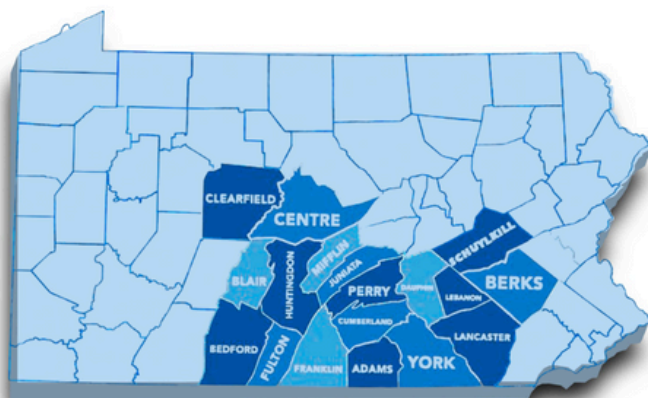 CLEARFIELD
CENTRE
MIFFLIN
SCHUYLKILL
BLAIR
HUNTINGDON
JUNIATA
PERRY
DAUPHIN
LEBANON
BERKS
CUMBERLAND
BEDFORD
FULTON
FRANKLIN
ADAMS
YORK
LANCASTER